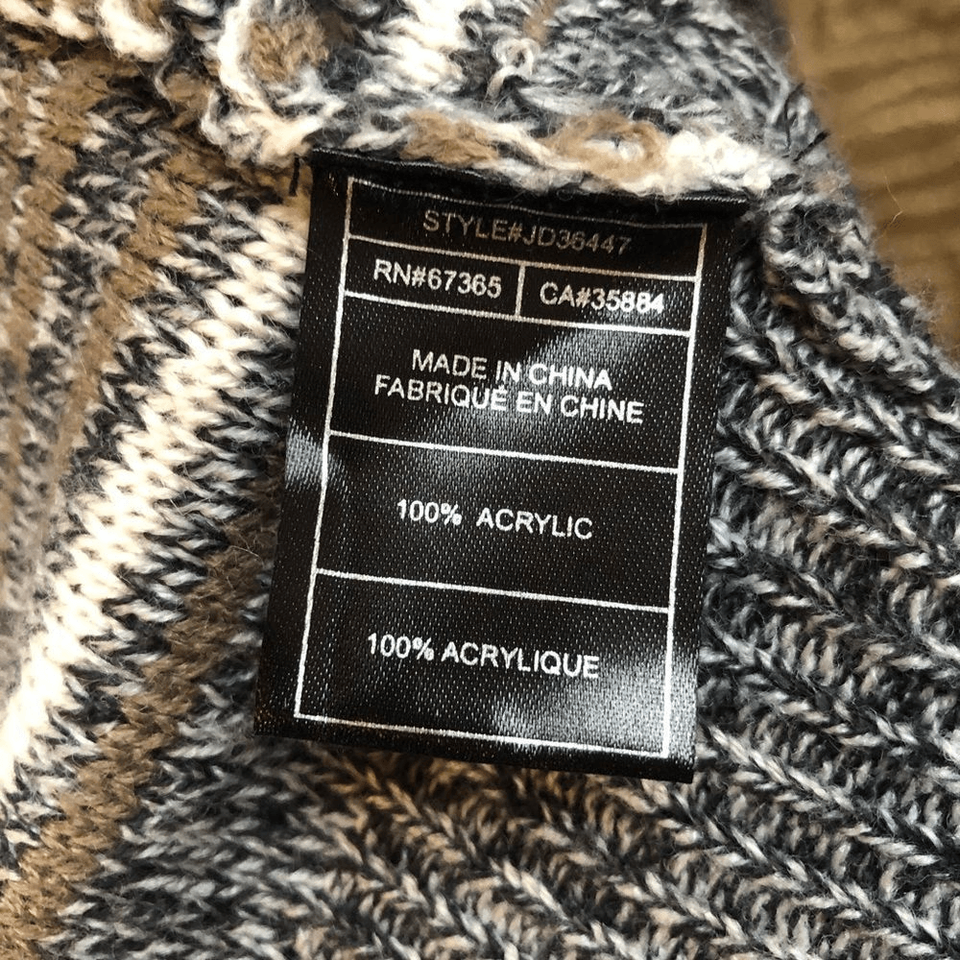 STYLE#JD36447
RN#67365 CA#35884
MADE IN CHINA
FABRIQUÉ EN CHINE
100% ACRYLIC
100% ACRYLIQUE